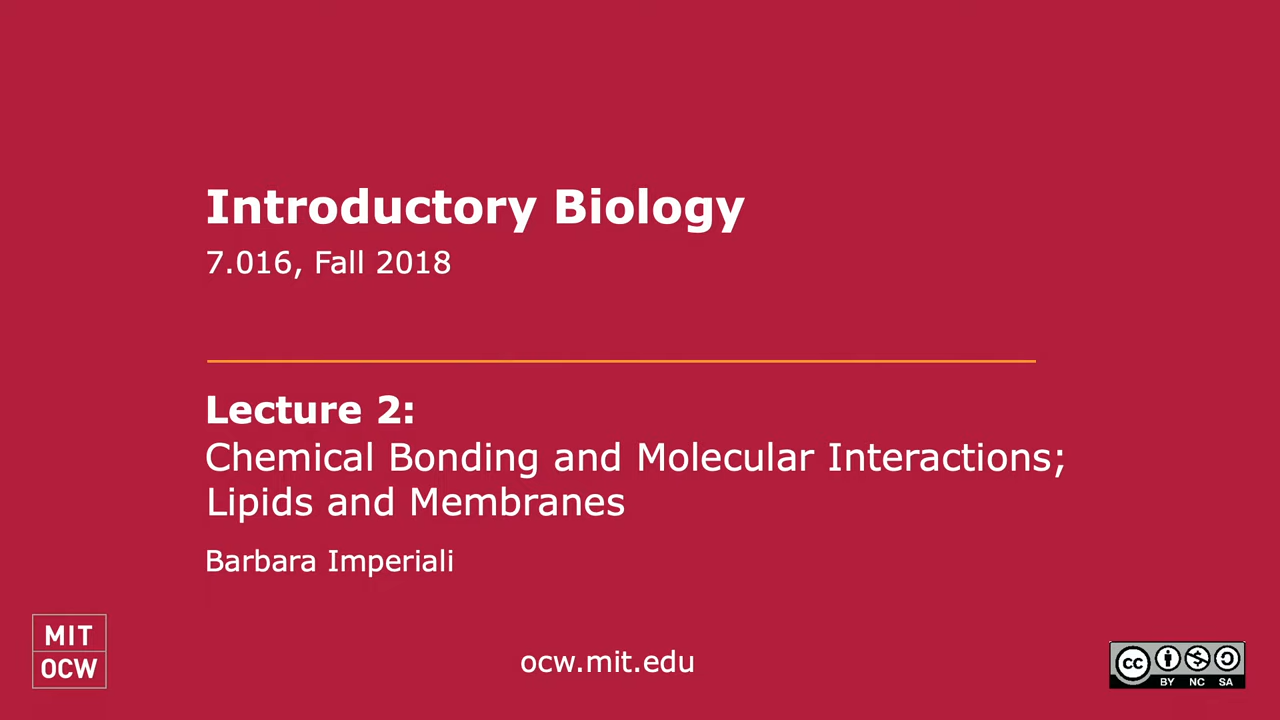 Introductory Biology
7.016, Fall 2018
Lecture 2:
Chemical Bonding and Molecular Interactions;
Lipids and Membranes
Barbara Imperiali
MIT
OCW
ocw.mit.edu
cc
BY NC SA